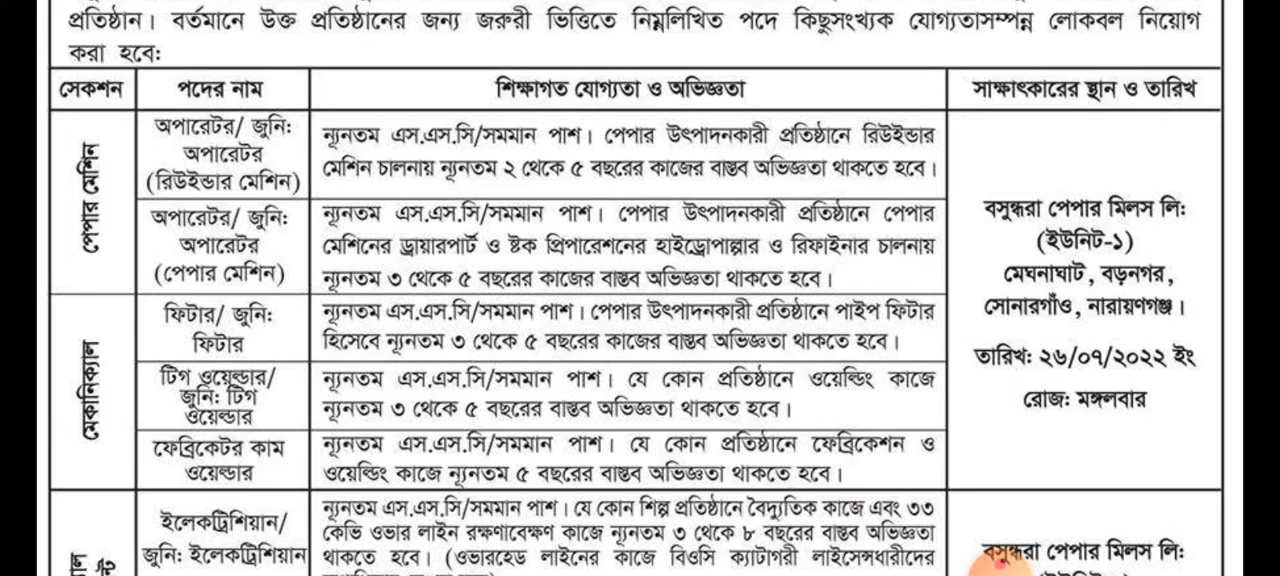 প্রতিষ্ঠান। বর্তমানে উক্ত প্রতিষ্ঠানের জন্য জরুরী ভিত্তিতে নিম্নলিখিত পদে কিছুসংখ্যক যোগ্যতাসম্পন্ন লোকবল নিয়োগ
করা হবে:
সেকশন
পদের নাম
শিক্ষাগত যোগ্যতা ও অভিজ্ঞতা
সাক্ষাৎকারের স্থান ও তারিখ
পেপার মেশিন
অপারেটর/ জুনি:
অপারেটর
(রিউইন্ডার মেশিন)
ন্যূনতম এস.এস.সি/সমমান পাশ। পেপার উৎপাদনকারী প্রতিষ্ঠানে রিউইন্ডার
মেশিন চালনায় ন্যূনতম ২ থেকে ৫ বছরের কাজের বাস্তব অভিজ্ঞতা থাকতে হবে।
অপারেটর/ জুনি:
অপারেটর
(পেপার মেশিন)
ন্যূনতম এস.এস.সি/সমমান পাশ। পেপার উৎপাদনকারী প্রতিষ্ঠানে পেপার
মেশিনের ড্রায়ারপার্ট ও ষ্টক প্রিপারেশনের হাইড্রোপাল্পার ও রিফাইনার চালনায়
ন্যূনতম ৩ থেকে ৫ বছরের কাজের বাস্তব অভিজ্ঞতা থাকতে হবে।
মেকানিক্যাল
ফিটার/ জুনি:
ফিটার
ন্যূনতম এস.এস.সি/সমমান পাশ। পেপার উৎপাদনকারী প্রতিষ্ঠানে পাইপ ফিটার
হিসেবে ন্যূনতম ৩ থেকে ৫ বছরের কাজের বাস্তব অভিজ্ঞতা থাকতে হবে।
টিগ ওয়েল্ডার/
জুনি: টিগ
ওয়েল্ডার
ন্যূনতম এস.এস.সি/সমমান পাশ। যে কোন প্রতিষ্ঠানে ওয়েল্ডিং কাজে
ন্যূনতম ৩ থেকে ৫ বছরের বাস্তব অভিজ্ঞতা থাকতে হবে।
ফেব্রিকেটর কাম
ওয়েল্ডার
ন্যূনতম এস.এস.সি/সমমান পাশ। যে কোন প্রতিষ্ঠানে ফেব্রিকেশন ও
ওয়েল্ডিং কাজে ন্যূনতম ৫ বছরের বাস্তব অভিজ্ঞতা থাকতে হবে।
বসুন্ধরা পেপার মিলস লি:
(ইউনিট-১)
মেঘনাঘাট, বড়নগর,
সোনারগাঁও, নারায়ণগঞ্জ।
তারিখ: ২৬/০৭/২০২২ ইং
রোজ: মঙ্গলবার
ইলেকট্রিশিয়ান/
জুনি: ইলেকট্রিশিয়ান
ন্যূনতম এস.এস.সি/সমমান পাশ। যে কোন শিল্প প্রতিষ্ঠানে বৈদ্যুতিক কাজে এবং ৩৩
কেভি ওভার লাইন রক্ষণাবেক্ষণ কাজে ন্যূনতম ৩ থেকে ৮ বছরের বাস্তব অভিজ্ঞতা
থাকতে হবে। (ওভারহেড লাইনের কাজে বিওসি ক্যাটাগরী লাইসেন্সধারীদের
বসুন্ধরা পেপার মিলস লি: